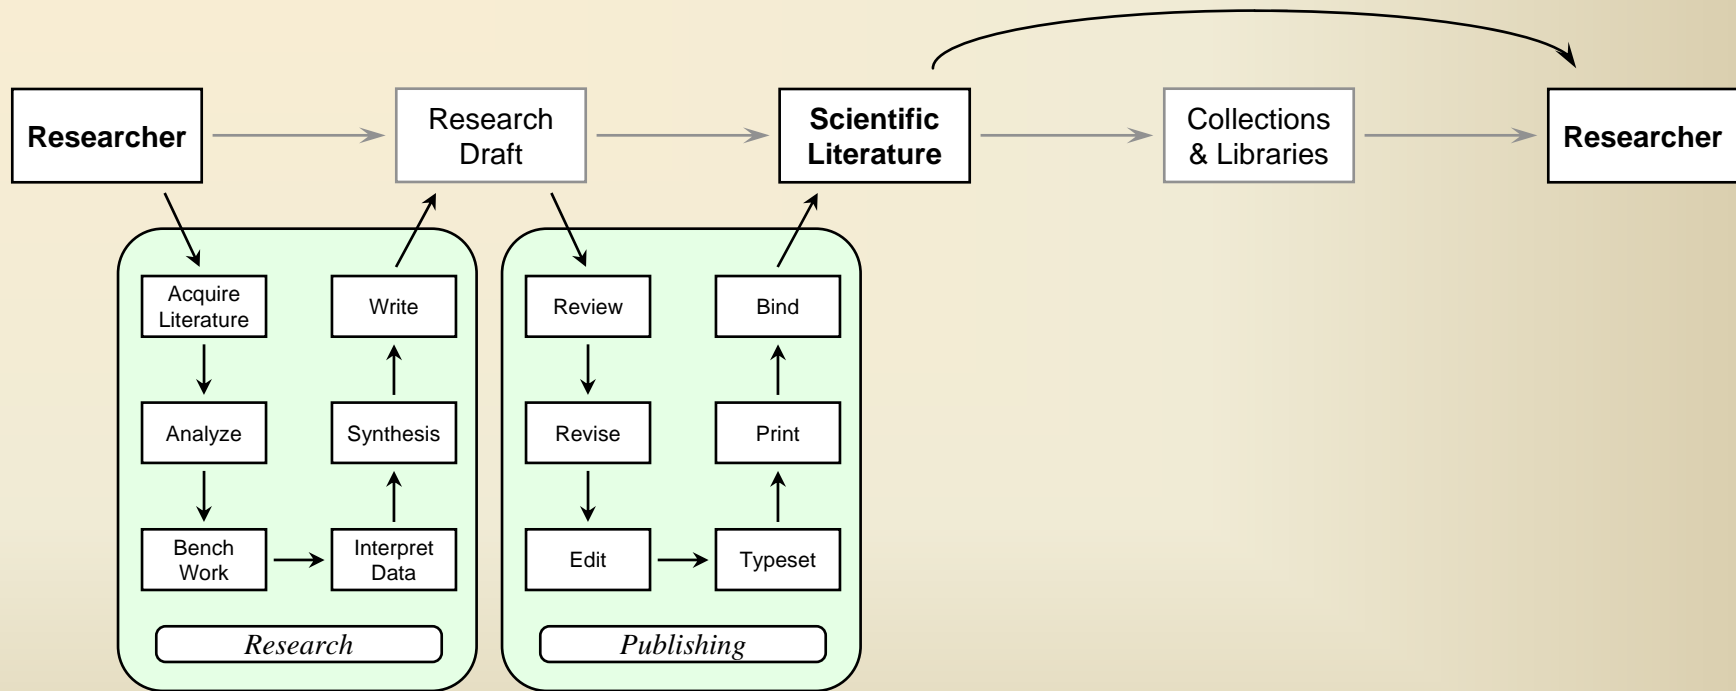 Researcher
Research
Draft
Scientific
Literature
Collections
& Libraries
Researcher
Acquire
Literature
Analyze
Bench
Work
Interpret
Data
Synthesis
Write
Research
Review
Revise
Edit
Typeset
Print
Bind
Publishing